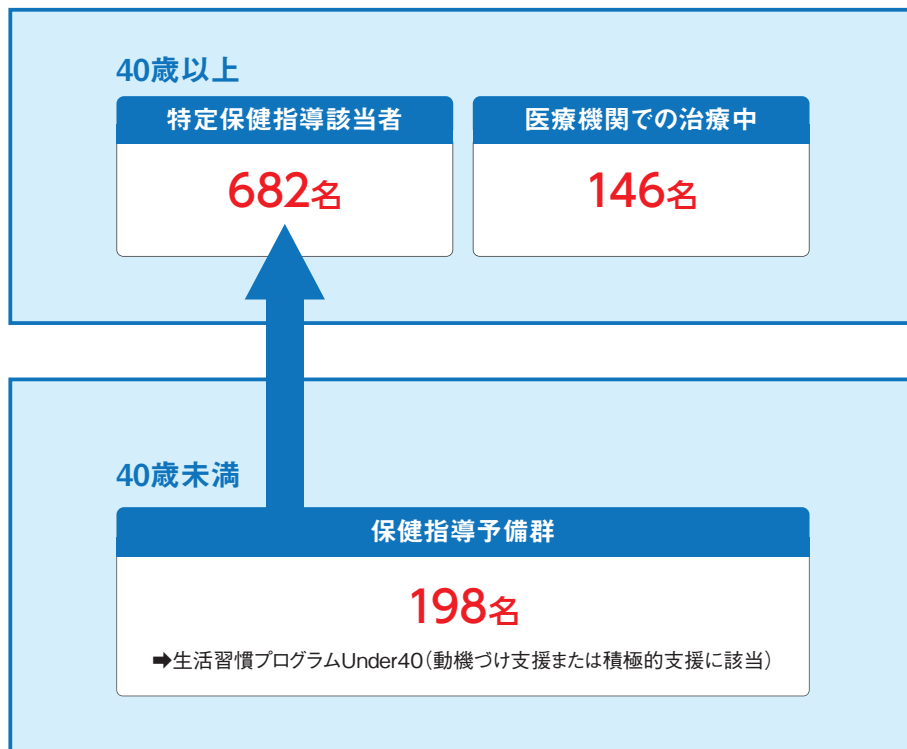 40歳以上
特定保健指導該当者
医療機関での治療中
682名
146名
40歳未満
保健指導予備群
198名
➡生活習慣プログラムUnder40(動機づけ支援または積極的支援に該当)